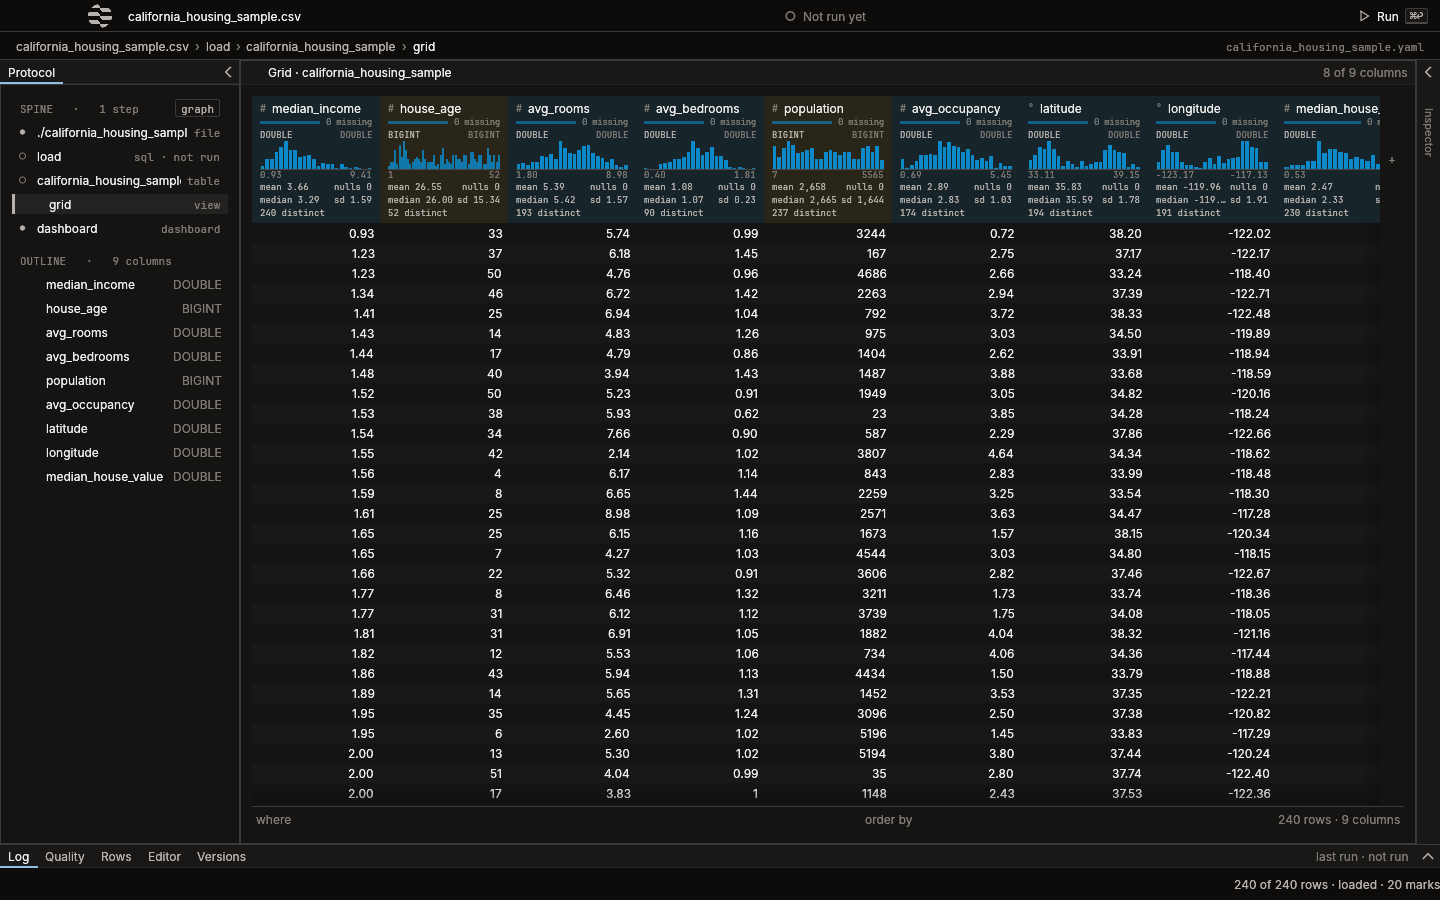 california_housing_sample.csv
Not run yet
Run
california_housing_sample.csv › load › california_housing_sample › grid
california_housing_sample.yaml
Protocol
SPINE · 1 step
graph
./california_housing_sampl file
load sql · not run
california_housing_sampl table
grid view
dashboard dashboard
OUTLINE · 9 columns
median_income DOUBLE
house_age BIGINT
avg_rooms DOUBLE
avg_bedrooms DOUBLE
population BIGINT
avg_occupancy DOUBLE
latitude DOUBLE
longitude DOUBLE
median_house_value DOUBLE
Grid · california_housing_sample
8 of 9 columns
# median_income # house_age # avg_rooms # avg_bedrooms # population # avg_occupancy ° latitude ° longitude # median_house_
0 missing 0 missing 0 missing 0 missing 0 missing 0 missing 0 missing 0 missing 0 m
DOUBLE DOUBLE BIGINT BIGINT DOUBLE DOUBLE DOUBLE DOUBLE BIGINT BIGINT DOUBLE DOUBLE DOUBLE DOUBLE DOUBLE DOUBLE DOUBLE
0.93 9.41 1 52 1.80 8.98 0.40 1.81 7 5565 0.69 5.45 33.11 39.15 -123.17 -117.13 0.53
mean 3.66 nulls 0 mean 26.55 nulls 0 mean 5.39 nulls 0 mean 1.08 nulls 0 mean 2,658 nulls 0 mean 2.89 nulls 0 mean 35.83 nulls 0 mean -119.96 nulls 0 mean 2.47 n
median 3.29 sd 1.59 median 26.00 sd 15.34 median 5.42 sd 1.57 median 1.07 sd 0.23 median 2,665 sd 1,644 median 2.83 sd 1.03 median 35.59 sd 1.78 median -119.… sd 1.91 median 2.33 s
240 distinct 52 distinct 193 distinct 90 distinct 237 distinct 174 distinct 194 distinct 191 distinct 230 distinct
0.93 33 5.74 0.99 3244 0.72 38.20 -122.02
1.23 37 6.18 1.45 167 2.75 37.17 -122.17
1.23 50 4.76 0.96 4686 2.66 33.24 -118.40
1.34 46 6.72 1.42 2263 2.94 37.39 -122.71
1.41 25 6.94 1.04 792 3.72 38.33 -122.48
1.43 14 4.83 1.26 975 3.03 34.50 -119.89
1.44 17 4.79 0.86 1404 2.62 33.91 -118.94
1.48 40 3.94 1.43 1487 3.88 33.68 -118.59
1.52 50 5.23 0.91 1949 3.05 34.82 -120.16
1.53 38 5.93 0.62 23 3.85 34.28 -118.24
1.54 34 7.66 0.90 587 2.29 37.86 -122.66
1.55 42 2.14 1.02 3807 4.64 34.34 -118.62
1.56 4 6.17 1.14 843 2.83 33.99 -118.48
1.59 8 6.65 1.44 2259 3.25 33.54 -118.30
1.61 25 8.98 1.09 2571 3.63 34.47 -117.28
1.65 25 6.15 1.16 1673 1.57 38.15 -120.34
1.65 7 4.27 1.03 4544 3.03 34.80 -118.15
1.66 22 5.32 0.91 3606 2.82 37.46 -122.67
1.77 8 6.46 1.32 3211 1.73 33.74 -118.36
1.77 31 6.12 1.12 3739 1.75 34.08 -118.05
1.81 31 6.91 1.05 1882 4.04 38.32 -121.16
1.82 12 5.53 1.06 734 4.06 34.36 -117.44
1.86 43 5.94 1.13 4434 1.50 33.79 -118.88
1.89 14 5.65 1.31 1452 3.53 37.35 -122.21
1.95 35 4.45 1.24 3096 2.50 37.38 -120.82
1.95 6 2.60 1.02 5196 1.45 33.83 -117.29
2.00 13 5.30 1.02 5194 3.80 37.44 -120.24
2.00 51 4.04 0.99 35 2.80 37.74 -122.40
2.00 17 3.83 1 1148 2.43 37.53 -122.36
+
Inspector
where
order by
240 rows · 9 columns
Log Quality Rows Editor Versions
last run · not run
240 of 240 rows · loaded · 20 marks